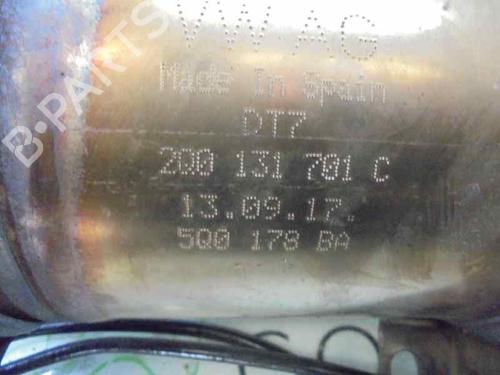 VW AG
Made In Spain
DT7
2Q0 131 701 C
13.09.17.
5Q0 178 BA
B-PARTS